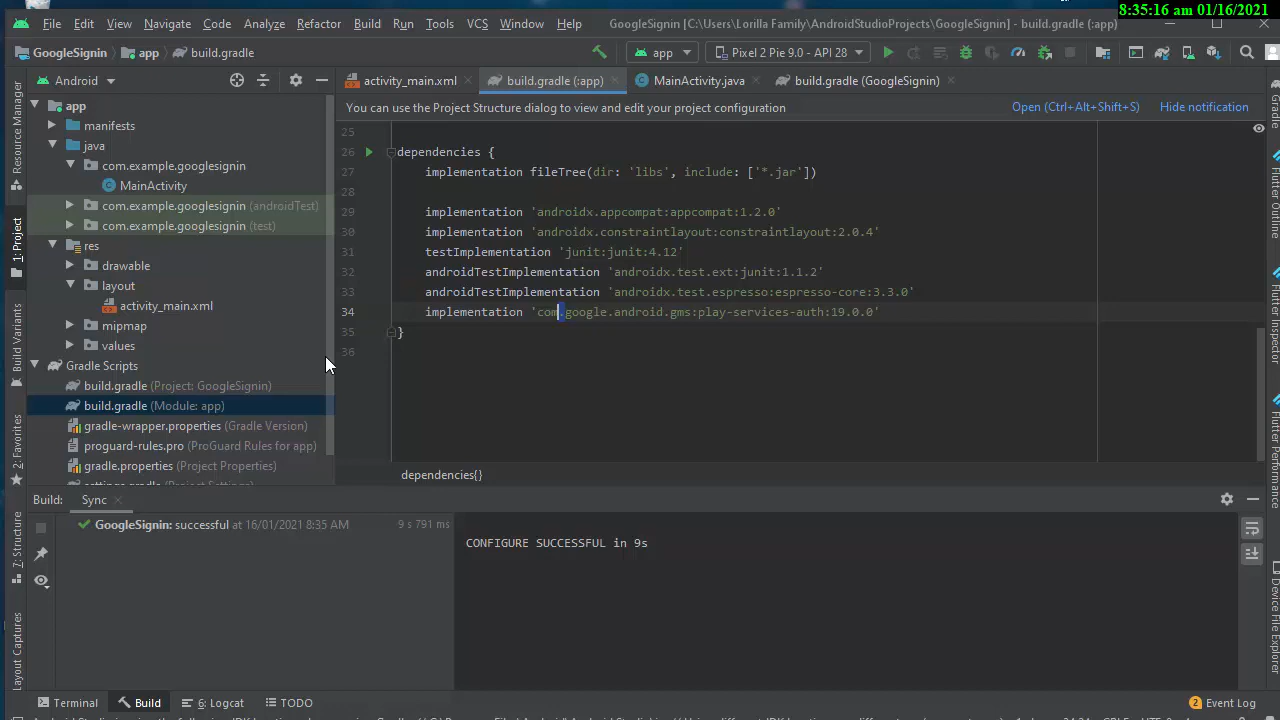 8:35:16 am 01/16/2021
File Edit View Navigate Code Analyze Refactor Build Run Tools VCS Window Help GoogleSignin [C:\Users\Lorilla Family\AndroidStudioProjects\GoogleSignin] - build.gradle (:app)
GoogleSignin app build.gradle app Pixel 2 Pie 9.0 - API 28
Android activity_main.xml build.gradle (:app) MainActivity.java build.gradle (GoogleSignin)
You can use the Project Structure dialog to view and edit your project configuration Open (Ctrl+Alt+Shift+S) Hide notification
app
manifests
java
com.example.googlesignin
MainActivity
com.example.googlesignin (androidTest)
com.example.googlesignin (test)
res
drawable
layout
activity_main.xml
mipmap
values
Gradle Scripts
build.gradle (Project: GoogleSignin)
build.gradle (Module: app)
gradle-wrapper.properties (Gradle Version)
proguard-rules.pro (ProGuard Rules for app)
gradle.properties (Project Properties)
settings.gradle (Project Settings)
25
26 dependencies {
27 implementation fileTree(dir: 'libs', include: ['*.jar'])
28
29 implementation 'androidx.appcompat:appcompat:1.2.0'
30 implementation 'androidx.constraintlayout:constraintlayout:2.0.4'
31 testImplementation 'junit:junit:4.12'
32 androidTestImplementation 'androidx.test.ext:junit:1.1.2'
33 androidTestImplementation 'androidx.test.espresso:espresso-core:3.3.0'
34 implementation 'com.google.android.gms:play-services-auth:19.0.0'
35 }
36
dependencies{}
Build: Sync
GoogleSignin: successful at 16/01/2021 8:35 AM 9 s 791 ms
CONFIGURE SUCCESSFUL in 9s
Resource Manager
1: Project
Build Variants
2: Favorites
7: Structure
Layout Captures
Gradle
Flutter Outline
Flutter Inspector
Flutter Performance
Device File Explorer
Terminal Build 6: Logcat TODO 2 Event Log